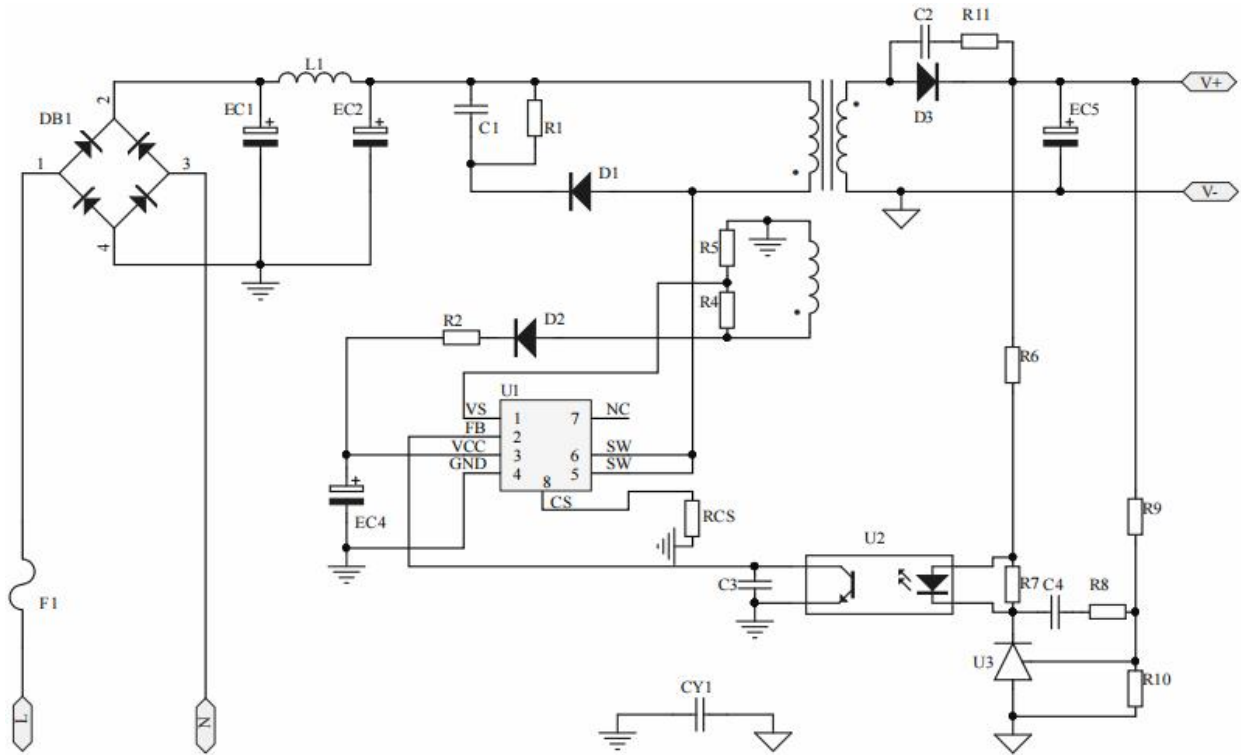 C2
R11
L1
2
V+
EC1
EC2
C1
R1
D3
EC5
DB1
1
3
D1
V-
4
R5
R4
R2
D2
R6
U1
VS
1
7
NC
FB
2
VCC
3
6
SW
GND
4
5
SW
8
CS
EC4
RCS
R9
U2
F1
C3
R7
C4
R8
U3
R10
CY1
L
N